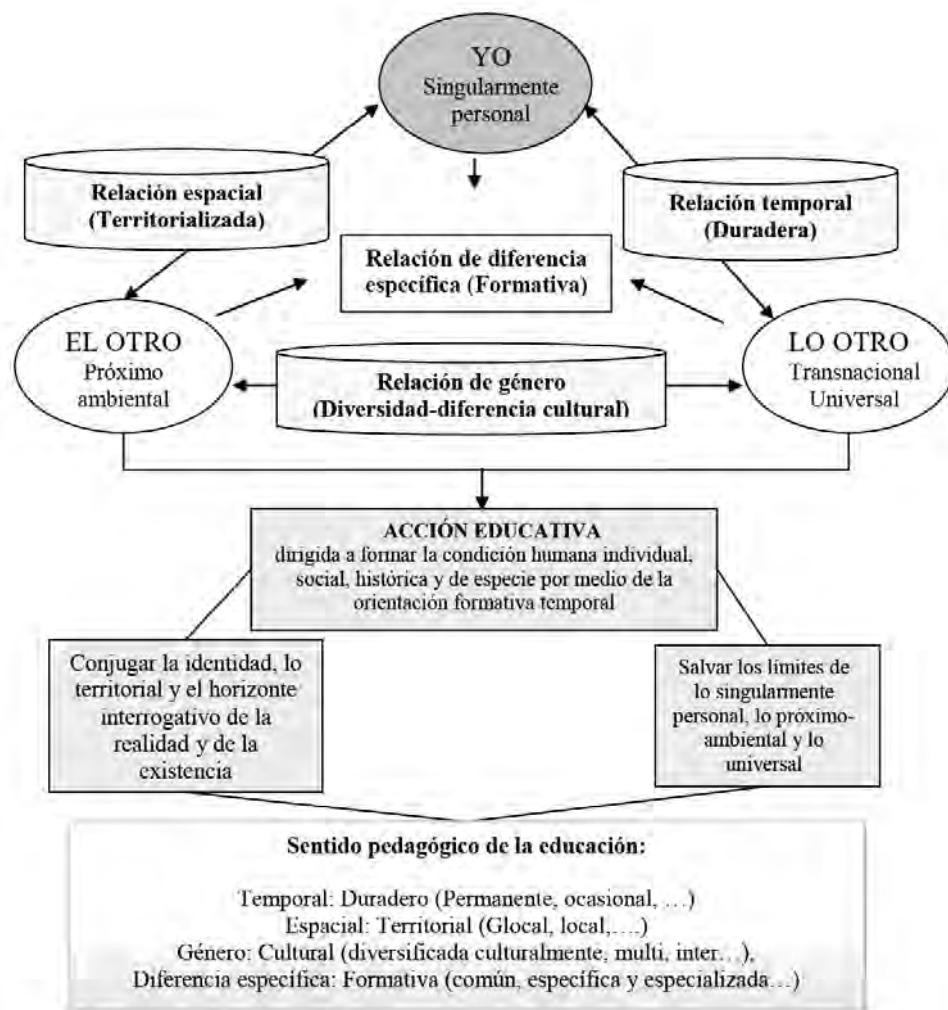 YO
Singularmente
personal
Relación espacial
(Territorializada)
Relación temporal
(Duradera)
Relación de diferencia
específica (Formativa)
EL OTRO
Próximo
ambiental
LO OTRO
Transnacional
Universal
Relación de género
(Diversidad-diferencia cultural)
ACCIÓN EDUCATIVA
dirigida a formar la condición humana individual,
social, histórica y de especie por medio de la
orientación formativa temporal
Conjugar la identidad, lo
territorial y el horizonte
interrogativo de la
realidad y de la
existencia
Salvar los límites de
lo singularmente
personal, lo próximo-
ambiental y lo
universal
Sentido pedagógico de la educación:
Temporal: Duradero (Permanente, ocasional, …)
Espacial: Territorial (Glocal, local,….)
Género: Cultural (diversificada culturalmente, multi, inter…),
Diferencia específica: Formativa (común, específica y especializada…)